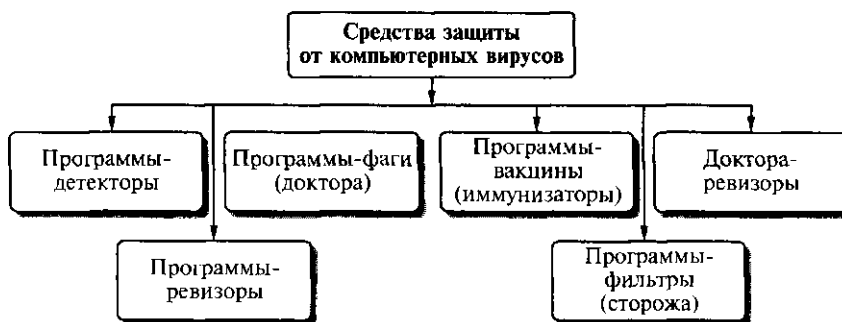 Средства защиты
от компьютерных вирусов
Программы-
детекторы
Программы-фаги
(доктора)
Программы-
вакцины
(иммунизаторы)
Доктора-
ревизоры
Программы-
ревизоры
Программы-
фильтры
(сторожа)